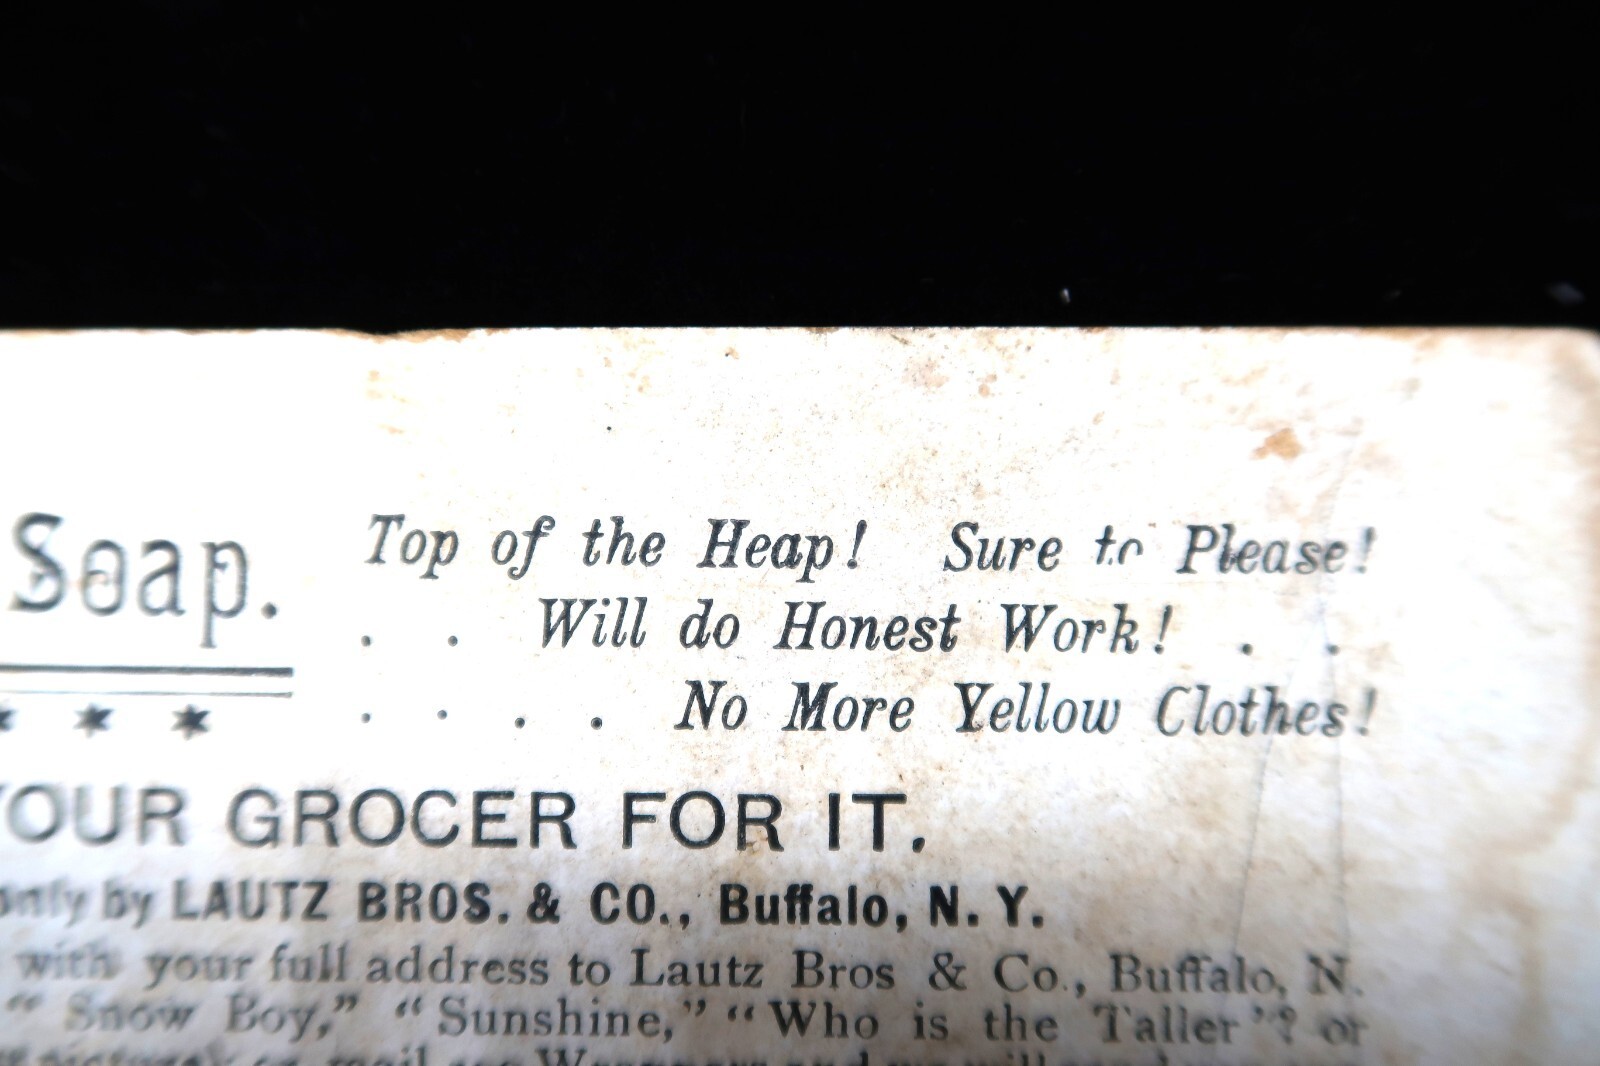 Soap.
Top of the Heap! Sure to Please!
. . Will do Honest Work! . .
. . . . No More Yellow Clothes!
* * *
YOUR GROCER FOR IT.
only by LAUTZ BROS. & CO., Buffalo, N. Y.
with your full address to Lautz Bros & Co., Buffalo, N.
“Snow Boy,” “Sunshine,” “Who is the Taller”? or
mail